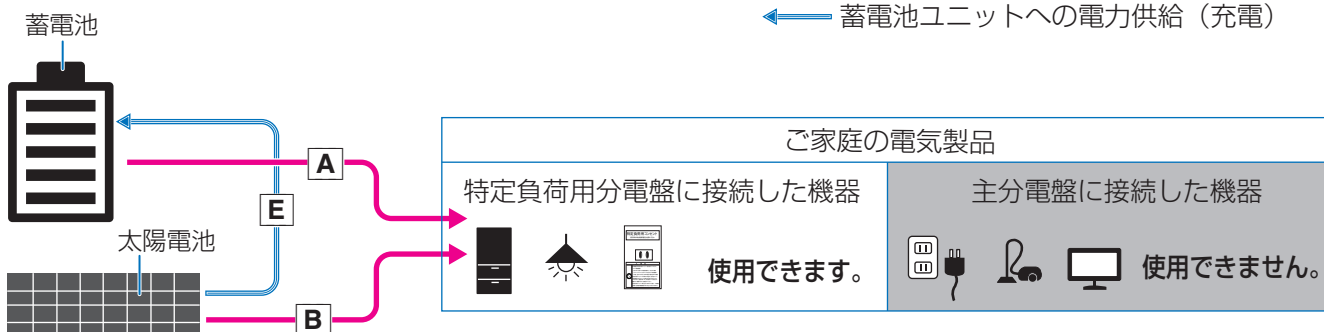 蓄電池ユニットへの電力供給（充電）
蓄電池
ご家庭の電気製品
A
特定負荷用分電盤に接続した機器
主分電盤に接続した機器
E
太陽電池
使用できます。
使用できません。
B